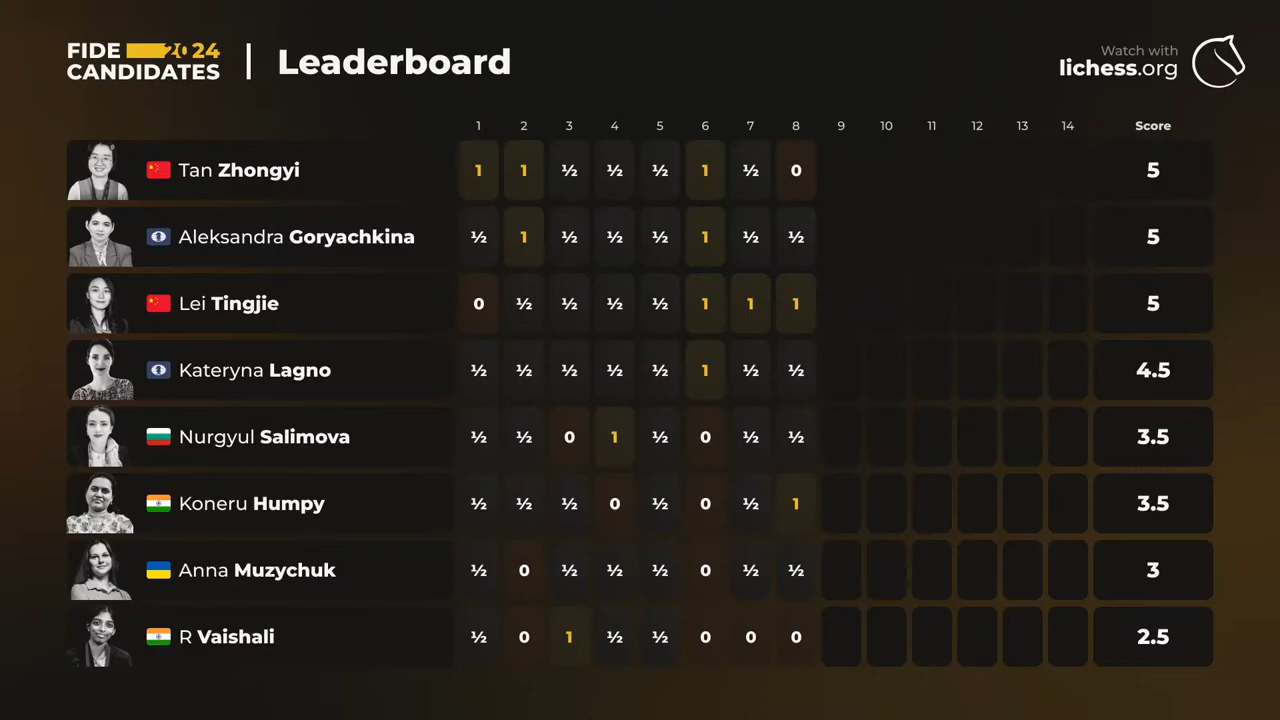 FIDE 2024
CANDIDATES
Leaderboard
Watch with
lichess.org
1 2 3 4 5 6 7 8 9 10 11 12 13 14 Score
Tan Zhongyi 1 1 ½ ½ ½ 1 ½ 0 5
Aleksandra Goryachkina ½ 1 ½ ½ ½ 1 ½ ½ 5
Lei Tingjie 0 ½ ½ ½ ½ 1 1 1 5
Kateryna Lagno ½ ½ ½ ½ ½ 1 ½ ½ 4.5
Nurgyul Salimova ½ ½ 0 1 ½ 0 ½ ½ 3.5
Koneru Humpy ½ ½ ½ 0 ½ 0 ½ 1 3.5
Anna Muzychuk ½ 0 ½ ½ ½ 0 ½ ½ 3
R Vaishali ½ 0 1 ½ ½ 0 0 0 2.5